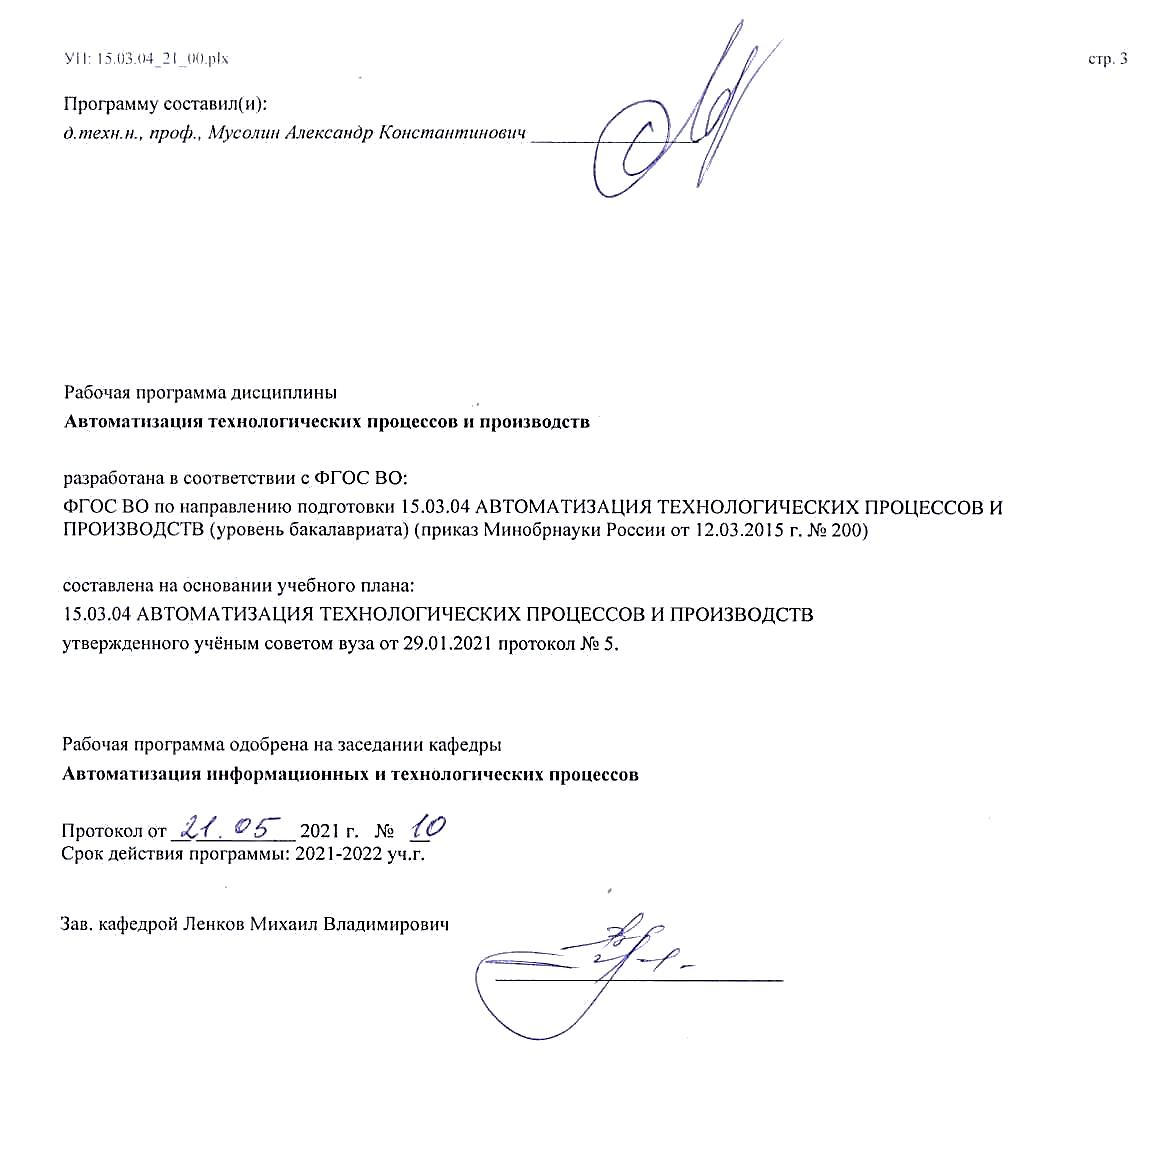 УП: 15.03.04_21_00.plx
стр. 3
Программу составил(и):
д.техн.н., проф., Мусолин Александр Константинович
Рабочая программа дисциплины
Автоматизация технологических процессов и производств
разработана в соответствии с ФГОС ВО:
ФГОС ВО по направлению подготовки 15.03.04 АВТОМАТИЗАЦИЯ ТЕХНОЛОГИЧЕСКИХ ПРОЦЕССОВ И
ПРОИЗВОДСТВ (уровень бакалавриата) (приказ Минобрнауки России от 12.03.2015 г. № 200)
составлена на основании учебного плана:
15.03.04 АВТОМАТИЗАЦИЯ ТЕХНОЛОГИЧЕСКИХ ПРОЦЕССОВ И ПРОИЗВОДСТВ
утвержденного учёным советом вуза от 29.01.2021 протокол № 5.
Рабочая программа одобрена на заседании кафедры
Автоматизация информационных и технологических процессов
Протокол от 21.05 2021 г. № 10
Срок действия программы: 2021-2022 уч.г.
Зав. кафедрой Ленков Михаил Владимирович